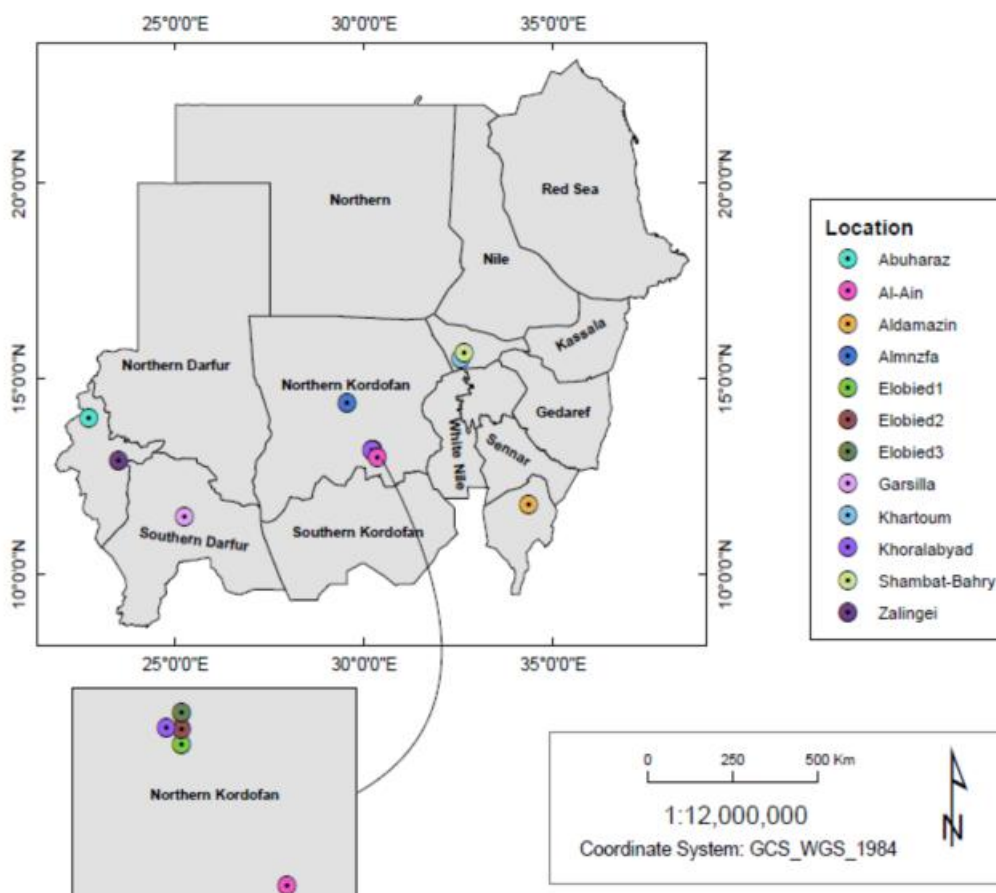 25°0'0"E 30°0'0"E 35°0'0"E
20°0'0"N
20°0'0"N
Northern
Red Sea
Nile
Kassala
Northern Darfur
15°0'0"N
Northern Kordofan
15°0'0"N
Gedaref
White Nile
Sennar
Southern Kordofan
Southern Darfur
10°0'0"N
10°0'0"N
25°0'0"E 30°0'0"E 35°0'0"E
Location
Abuharaz
Al-Ain
Aldamazin
Almnzfa
Elobied1
Elobied2
Elobied3
Garsilla
Khartoum
Khoralabyad
Shambat-Bahry
Zalingei
Northern Kordofan
0 250 500 Km
1:12,000,000
Coordinate System: GCS_WGS_1984
N